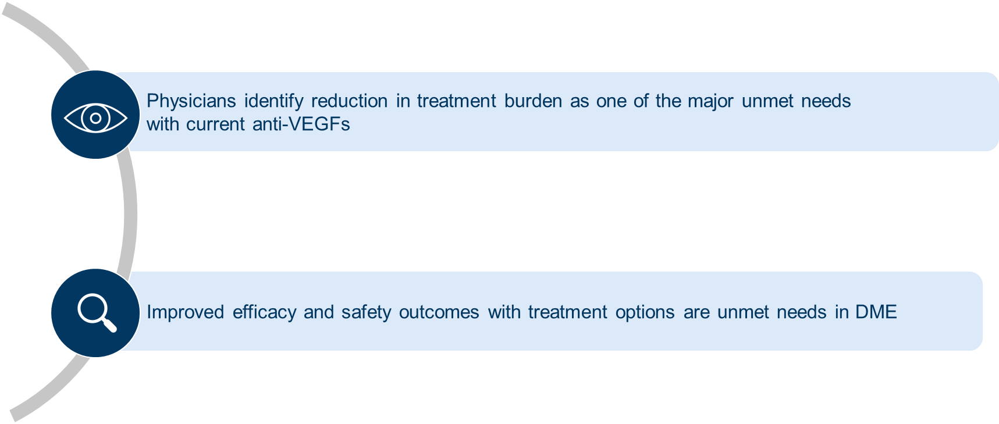 Physicians identify reduction in treatment burden as one of the major unmet needs
with current anti-VEGFs
Improved efficacy and safety outcomes with treatment options are unmet needs in DME